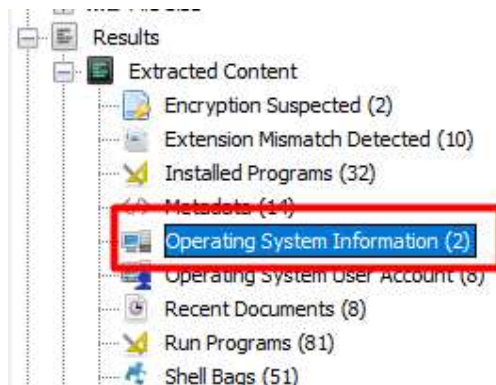 Results
Extracted Content
Encryption Suspected (2)
Extension Mismatch Detected (10)
Installed Programs (32)
Metadata (14)
Operating System Information (2)
Operating System User Account (8)
Recent Documents (8)
Run Programs (81)
Shell Bags (51)